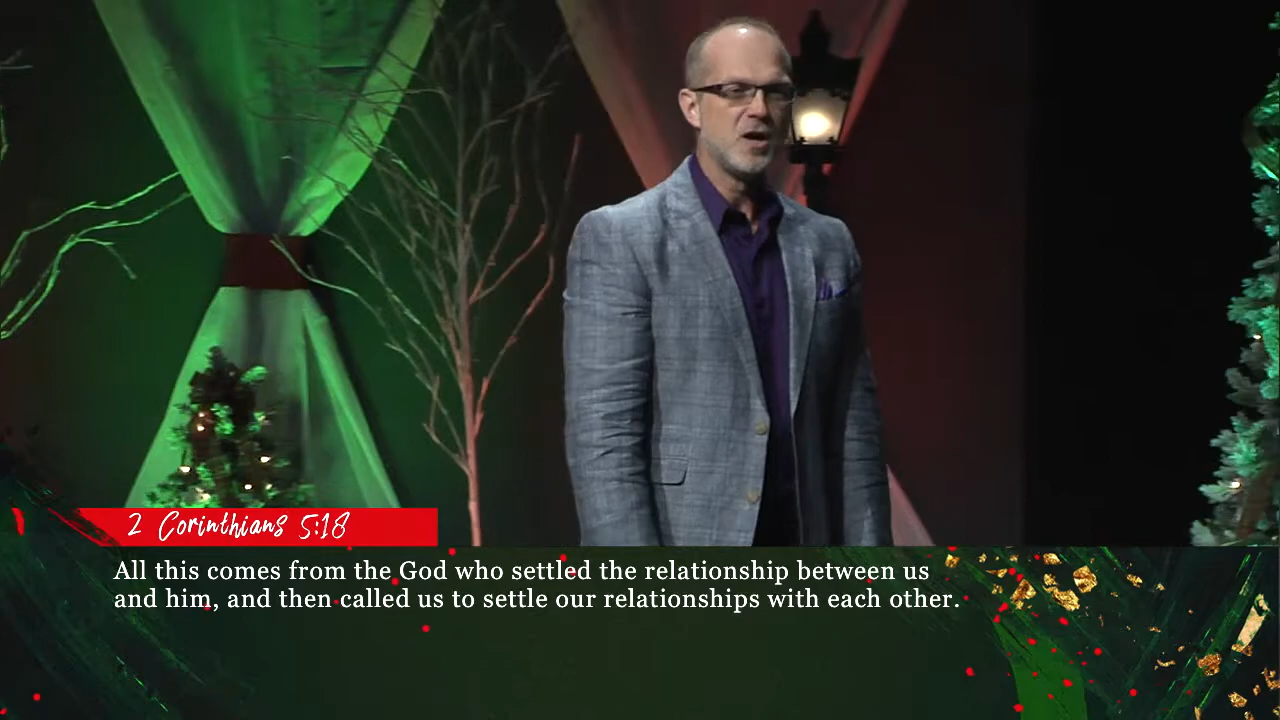 2 Corinthians 5:18
All this comes from the God who settled the relationship between us
and him, and then called us to settle our relationships with each other.